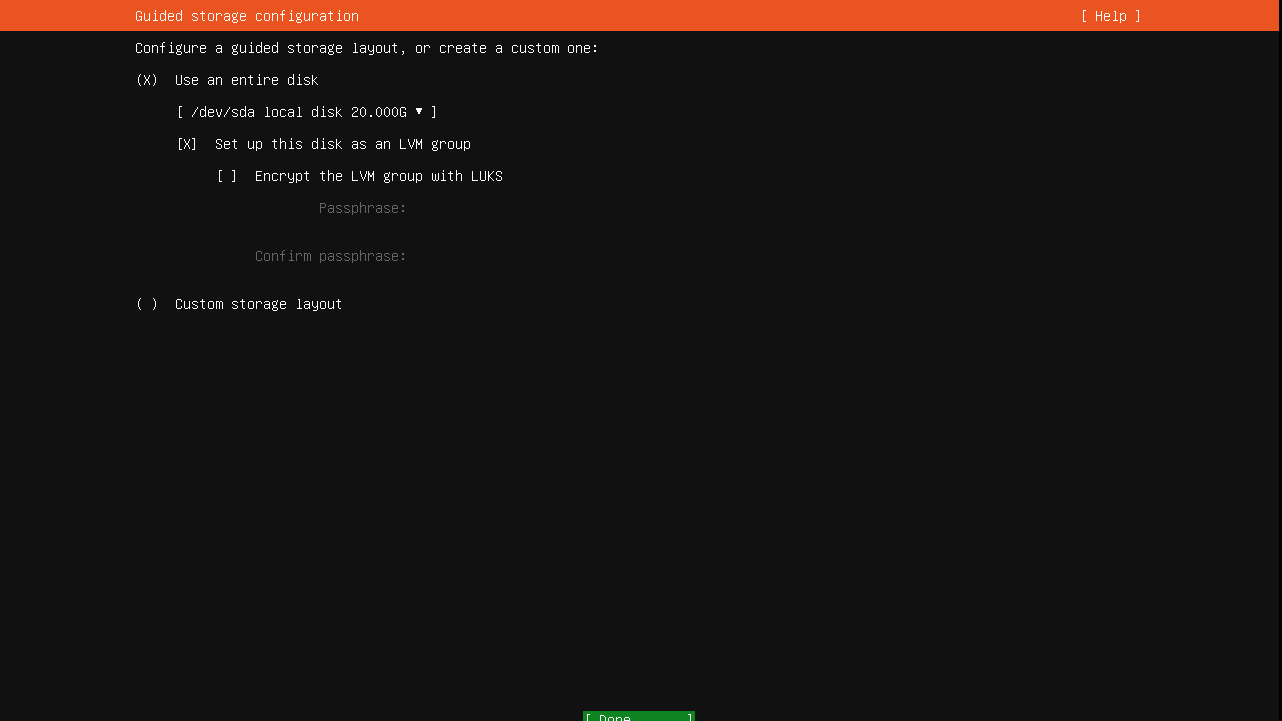 Guided storage configuration [ Help ]
Configure a guided storage layout, or create a custom one:
(X) Use an entire disk
[ /dev/sda local disk 20.000G ▾ ]
[X] Set up this disk as an LVM group
[ ] Encrypt the LVM group with LUKS
Passphrase:
Confirm passphrase:
( ) Custom storage layout
[ Done ]